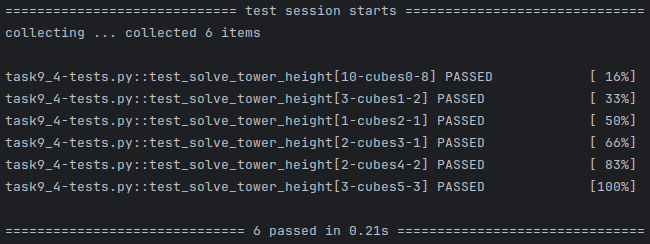 ============================= test session starts ==============================
collecting ... collected 6 items
task9_4-tests.py::test_solve_tower_height[10-cubes0-8] PASSED            [ 16%]
task9_4-tests.py::test_solve_tower_height[3-cubes1-2] PASSED             [ 33%]
task9_4-tests.py::test_solve_tower_height[1-cubes2-1] PASSED             [ 50%]
task9_4-tests.py::test_solve_tower_height[2-cubes3-1] PASSED             [ 66%]
task9_4-tests.py::test_solve_tower_height[2-cubes4-2] PASSED             [ 83%]
task9_4-tests.py::test_solve_tower_height[3-cubes5-3] PASSED             [100%]
============================== 6 passed in 0.21s ===============================